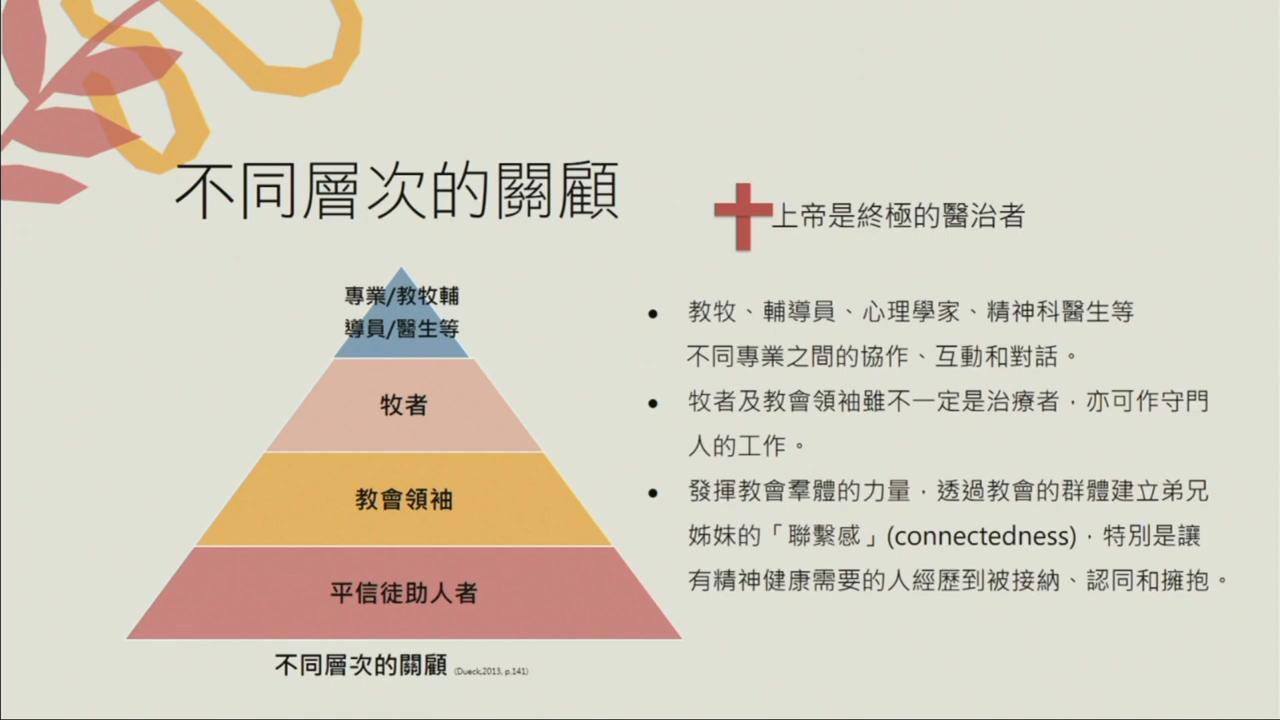 不同層次的關顧
上帝是終極的醫治者
專業/教牧輔
導員/醫生等
牧者
教會領袖
平信徒助人者
不同層次的關顧 (Dueck,2013, p.141)
• 教牧、輔導員、心理學家、精神科醫生等
不同專業之間的協作、互動和對話。
• 牧者及教會領袖雖不一定是治療者，亦可作守門
人的工作。
• 發揮教會羣體的力量，透過教會的群體建立弟兄
姊妹的「聯繫感」(connectedness)，特別是讓
有精神健康需要的人經歷到被接納、認同和擁抱。